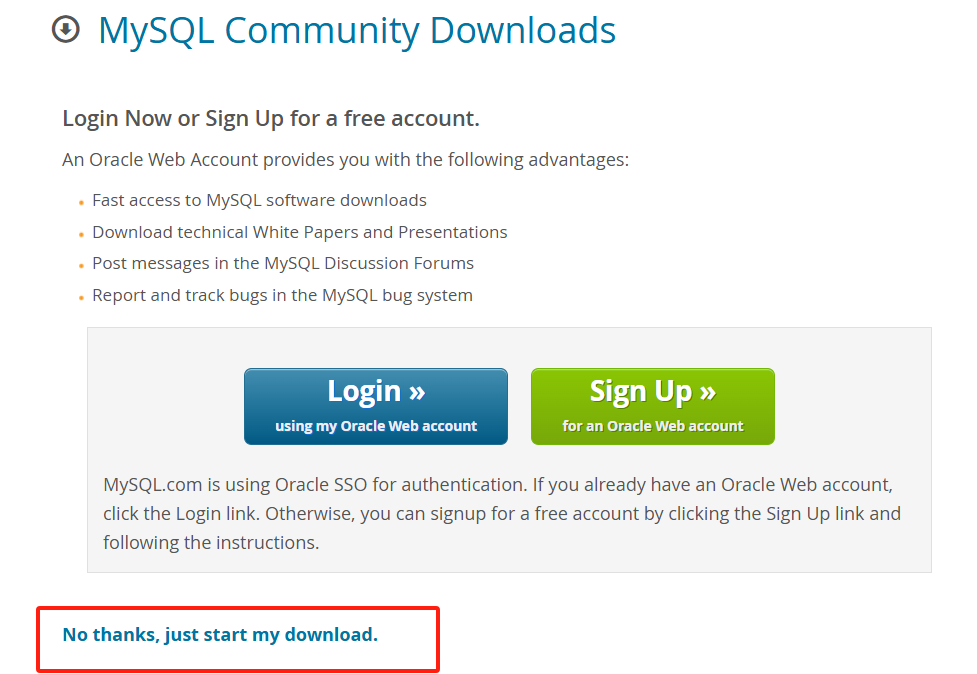 MySQL Community Downloads
Login Now or Sign Up for a free account.
An Oracle Web Account provides you with the following advantages:
Fast access to MySQL software downloads
Download technical White Papers and Presentations
Post messages in the MySQL Discussion Forums
Report and track bugs in the MySQL bug system
Login »
using my Oracle Web account
Sign Up »
for an Oracle Web account
MySQL.com is using Oracle SSO for authentication. If you already have an Oracle Web account,
click the Login link. Otherwise, you can signup for a free account by clicking the Sign Up link and
following the instructions.
No thanks, just start my download.